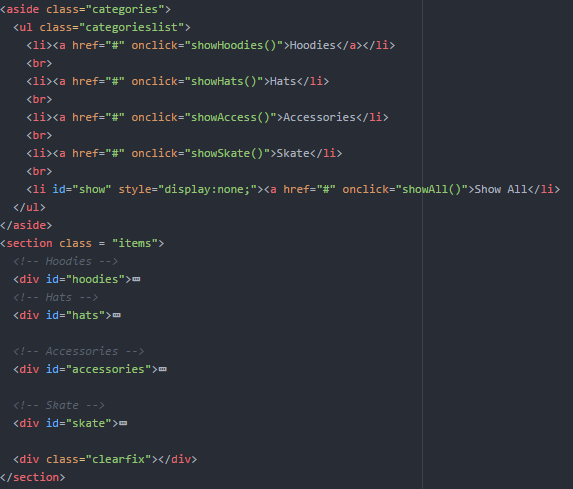 <aside class="categories">
<ul class="categorieslist">
<li><a href="#" onclick="showHoodies()">Hoodies</a></li>
<br>
<li><a href="#" onclick="showHats()">Hats</li>
<br>
<li><a href="#" onclick="showAccess()">Accessories</li>
<br>
<li><a href="#" onclick="showSkate()">Skate</li>
<br>
<li id="show" style="display:none;"><a href="#" onclick="showAll()">Show All</li>
</ul>
</aside>
<section class = "items">
<!-- Hoodies -->
<div id="hoodies">
<!-- Hats -->
<div id="hats">
<!-- Accessories -->
<div id="accessories">
<!-- Skate -->
<div id="skate">
<div class="clearfix"></div>
</section>